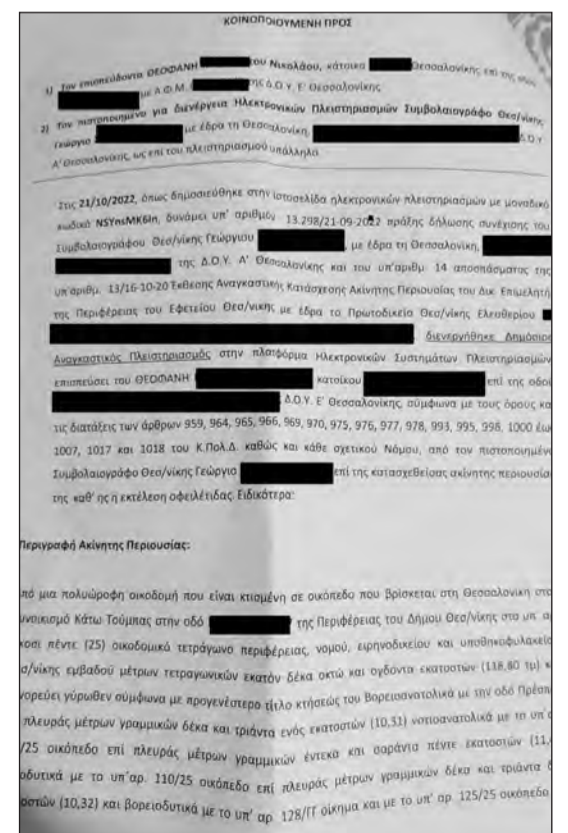 ΚΟΙΝΟΠΟΙΟΥΜΕΝΗ ΠΡΟΣ
1) Τον επισπεύδοντα ΘΕΟΦΑΝΗ του Νικολάου, κάτοικο Θεσσαλονίκης, επί της οδού
με Α.Φ.Μ. της Δ.Ο.Υ. Ε' Θεσσαλονίκης
2) Τον πιστοποιημένο για διενέργεια Ηλεκτρονικών Πλειστηριασμών Συμβολαιογράφο Θεσ/νίκης
Γεώργιο με έδρα τη Θεσσαλονίκη, Δ.Ο.Υ
Α' Θεσσαλονίκης, ως επί του πλειστηριασμού υπάλληλο.
Στις 21/10/2022, όπως δημοσιεύθηκε στην ιστοσελίδα ηλεκτρονικών πλειστηριασμών με μοναδικό
κωδικό δυνάμει υπ' αριθμόν 13.298/21-09-2022 πράξης δήλωσης συνέχισης του
Συμβολαιογράφου Θεσ/νίκης Γεώργιου , με έδρα τη Θεσσαλονίκη,
της Δ.Ο.Υ. Α' Θεσσαλονίκης και του υπ'αριθμ. 14 αποσπάσματος της
υπ'αριθμ. 13/16-10-20 Έκθεσης Αναγκαστικής Κατάσχεσης Ακίνητης Περιουσίας του Δικ. Επιμελητή
της Περιφέρειας του Εφετείου Θεσ/νικης με έδρα το Πρωτοδικείο Θεσ/νίκης Ελευθερίου
, διενεργήθηκε Δημόσιος
Αναγκαστικός Πλειστηριασμός στην πλατφόρμα Ηλεκτρονικών Συστημάτων Πλειστηριασμών
επισπεύσει του ΘΕΟΦΑΝΗ κατοίκου επί της οδού
Δ.Ο.Υ. Ε' Θεσσαλονίκης, σύμφωνα με τους όρους και
τις διατάξεις των άρθρων 959, 964, 965, 966, 969, 970, 975, 976, 977, 978, 993, 995, 998, 1000 έως
1007, 1017 και 1018 του Κ.Πολ.Δ. καθώς και κάθε σχετικού Νόμου, από τον πιστοποιημένο
Συμβολαιογράφο Θεσ/νίκης Γεώργιο επί της κατασχεθείσας ακίνητης περιουσίας
της καθ' ης η εκτέλεση οφειλέτιδας. Ειδικότερα:
Περιγραφή Ακίνητης Περιουσίας:
από μια πολυώροφη οικοδομή που είναι κτισμένη σε οικόπεδο που βρίσκεται στη Θεσσαλονικη στο
υνοικισμό Κάτω Τούμπας στην οδό της Περιφέρειας του Δήμου Θεσ/νίκης στο υπ' α
κοσι πέντε (25) οικοδομικό τετράγωνο περιφέρειας, νομού, ειρηνοδικείου και υποθηκοφυλακείο
σ/νίκης εμβαδού μέτρων τετραγωνικών εκατόν δέκα οκτώ και ογδοντα εκατοστών (118,80 τμ) κ
νορεύει γύρωθεν σύμφωνα με προγενέστερο τίτλο κτήσεώς του Βορειοανατολικά με την οδό Πρέσπ
πλευράς μέτρων γραμμικών δέκα και τριάντα ενός εκατοστών (10,31) νοτιοανατολικά με το υπ'
/25 οικόπεδο επί πλευράς μέτρων γραμμικών έντεκα και σαράντα πέντε εκατοστών (11,
οδυτικά με το υπ'αρ. 110/25 οικόπεδο επί πλευράς μέτρων γραμμικών δέκα και τριάντα
οστών (10,32) και βορειοδυτικά με το υπ' αρ. 128/ΓΓ οίκημα και με το υπ' αρ. 125/25 οικόπεδο